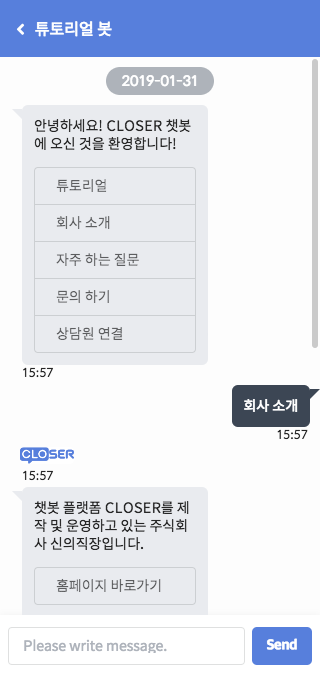 튜토리얼 봇
2019-01-31
안녕하세요! CLOSER 챗봇
에 오신 것을 환영합니다!
튜토리얼
회사 소개
자주 하는 질문
문의 하기
상담원 연결
15:57
회사 소개
15:57
CLOSER
15:57
챗봇 플랫폼 CLOSER를 제
작 및 운영하고 있는 주식회
사 신의직장입니다.
홈페이지 바로가기
Please write message.
Send